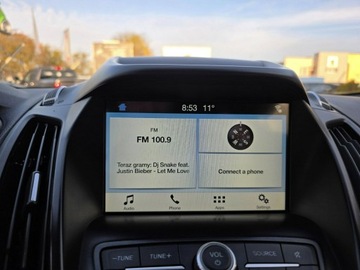 8:53 11°
FM
FM 100.9
Teraz gramy: Dj Snake feat.
Justin Bieber - Let Me Love
Connect a phone
Audio Phone Apps Settings
−TUNE TUNE+ VOL SOURCE